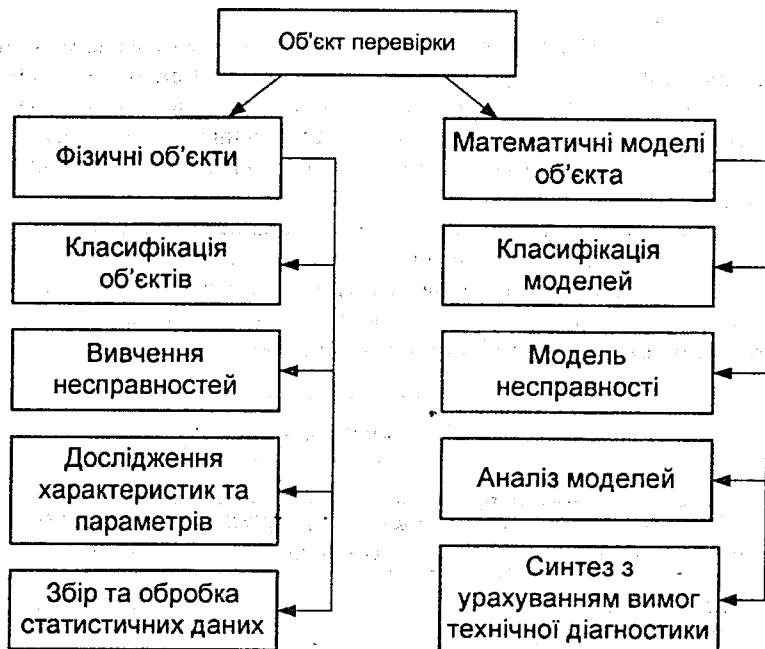 Об'єкт перевірки
Фізичні об'єкти
Класифікація
об'єктів
Вивчення
несправностей
Дослідження
характеристик та
параметрів
Збір та обробка
статистичних даних
Математичні моделі
об'єкта
Класифікація
моделей
Модель
несправності
Аналіз моделей
Синтез з
урахуванням вимог
технічної діагностики